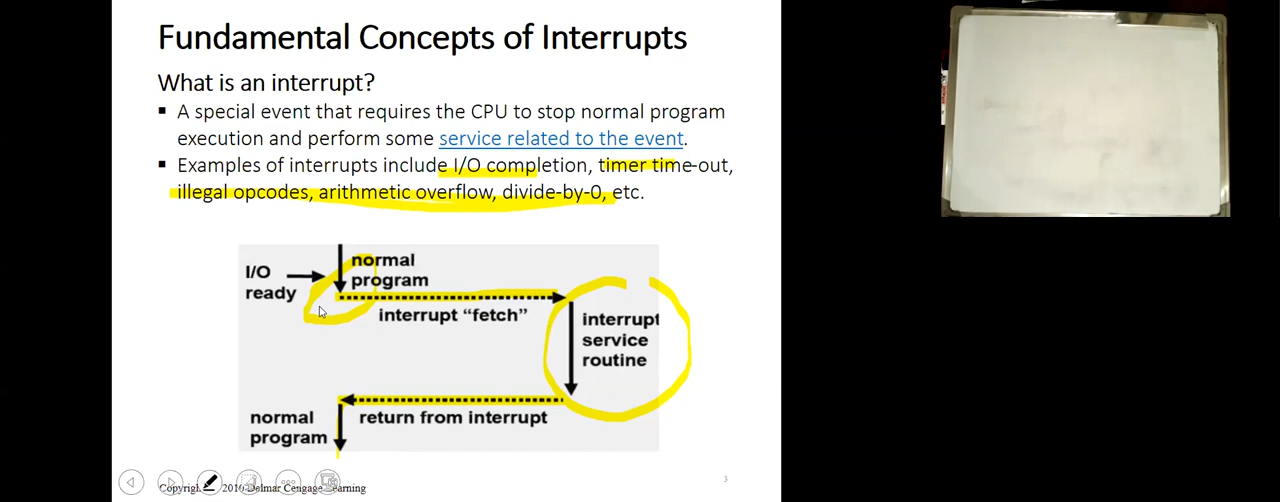 Fundamental Concepts of Interrupts
What is an interrupt?
▪ A special event that requires the CPU to stop normal program
execution and perform some service related to the event.
▪ Examples of interrupts include I/O completion, timer time-out,
illegal opcodes, arithmetic overflow, divide-by-0, etc.
I/O
ready
normal
program
interrupt “fetch”
interrupt
service
routine
return from interrupt
normal
program
3
2010 Delmar Cengage Learning